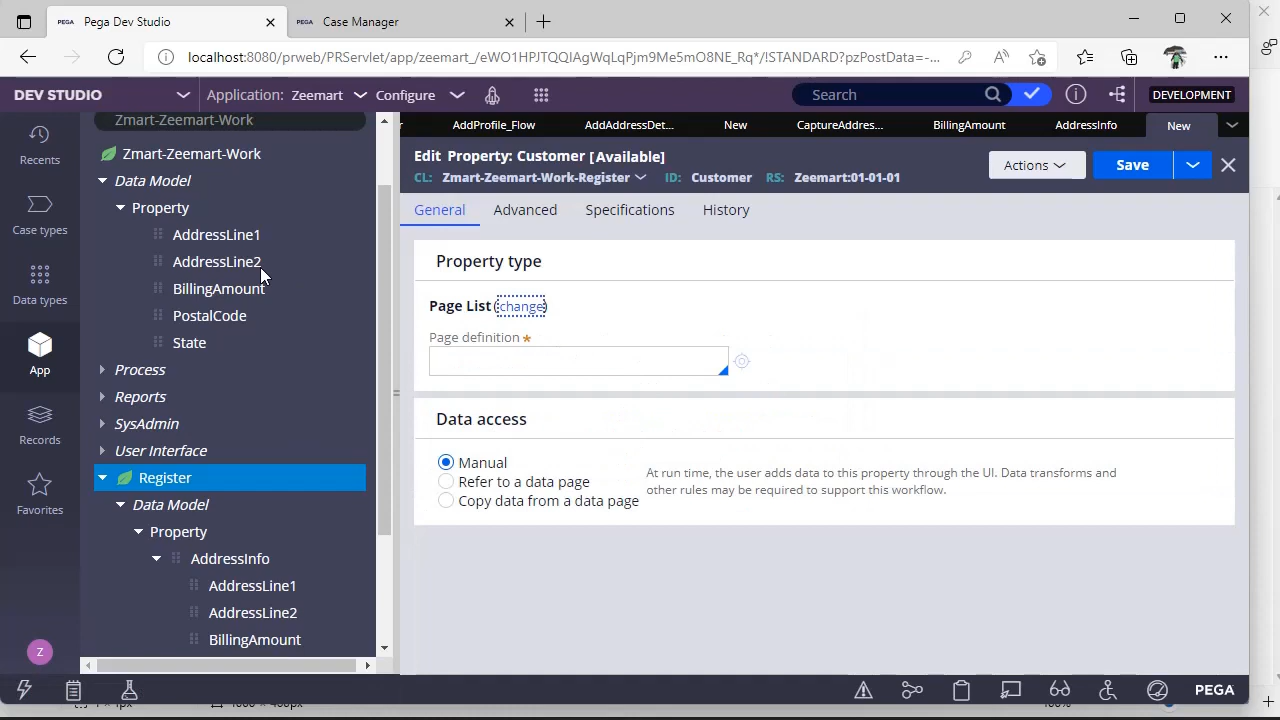 PEGA Pega Dev Studio
PEGA Case Manager
localhost:8080/prweb/PRServlet/app/zeemart_/eWO1HPJTQQIAgWqLqPjm9Me5mO8NE_Rq*/!STANDARD?pzPostData=-...
DEV STUDIO
Application: Zeemart
Configure
Search
DEVELOPMENT
Recents
Case types
Data types
App
Records
Favorites
Z
Zmart-Zeemart-Work
Zmart-Zeemart-Work
Data Model
Property
AddressLine1
AddressLine2
BillingAmount
PostalCode
State
Process
Reports
SysAdmin
User Interface
Register
Data Model
Property
AddressInfo
AddressLine1
AddressLine2
BillingAmount
AddProfile_Flow AddAddressDet... New CaptureAddres... BillingAmount AddressInfo New
Edit Property: Customer [Available]
CL: Zmart-Zeemart-Work-Register ID: Customer RS: Zeemart:01-01-01
Actions Save
General Advanced Specifications History
Property type
Page List (change)
Page definition *
Data access
Manual
Refer to a data page
Copy data from a data page
At run time, the user adds data to this property through the UI. Data transforms and
other rules may be required to support this workflow.
PEGA